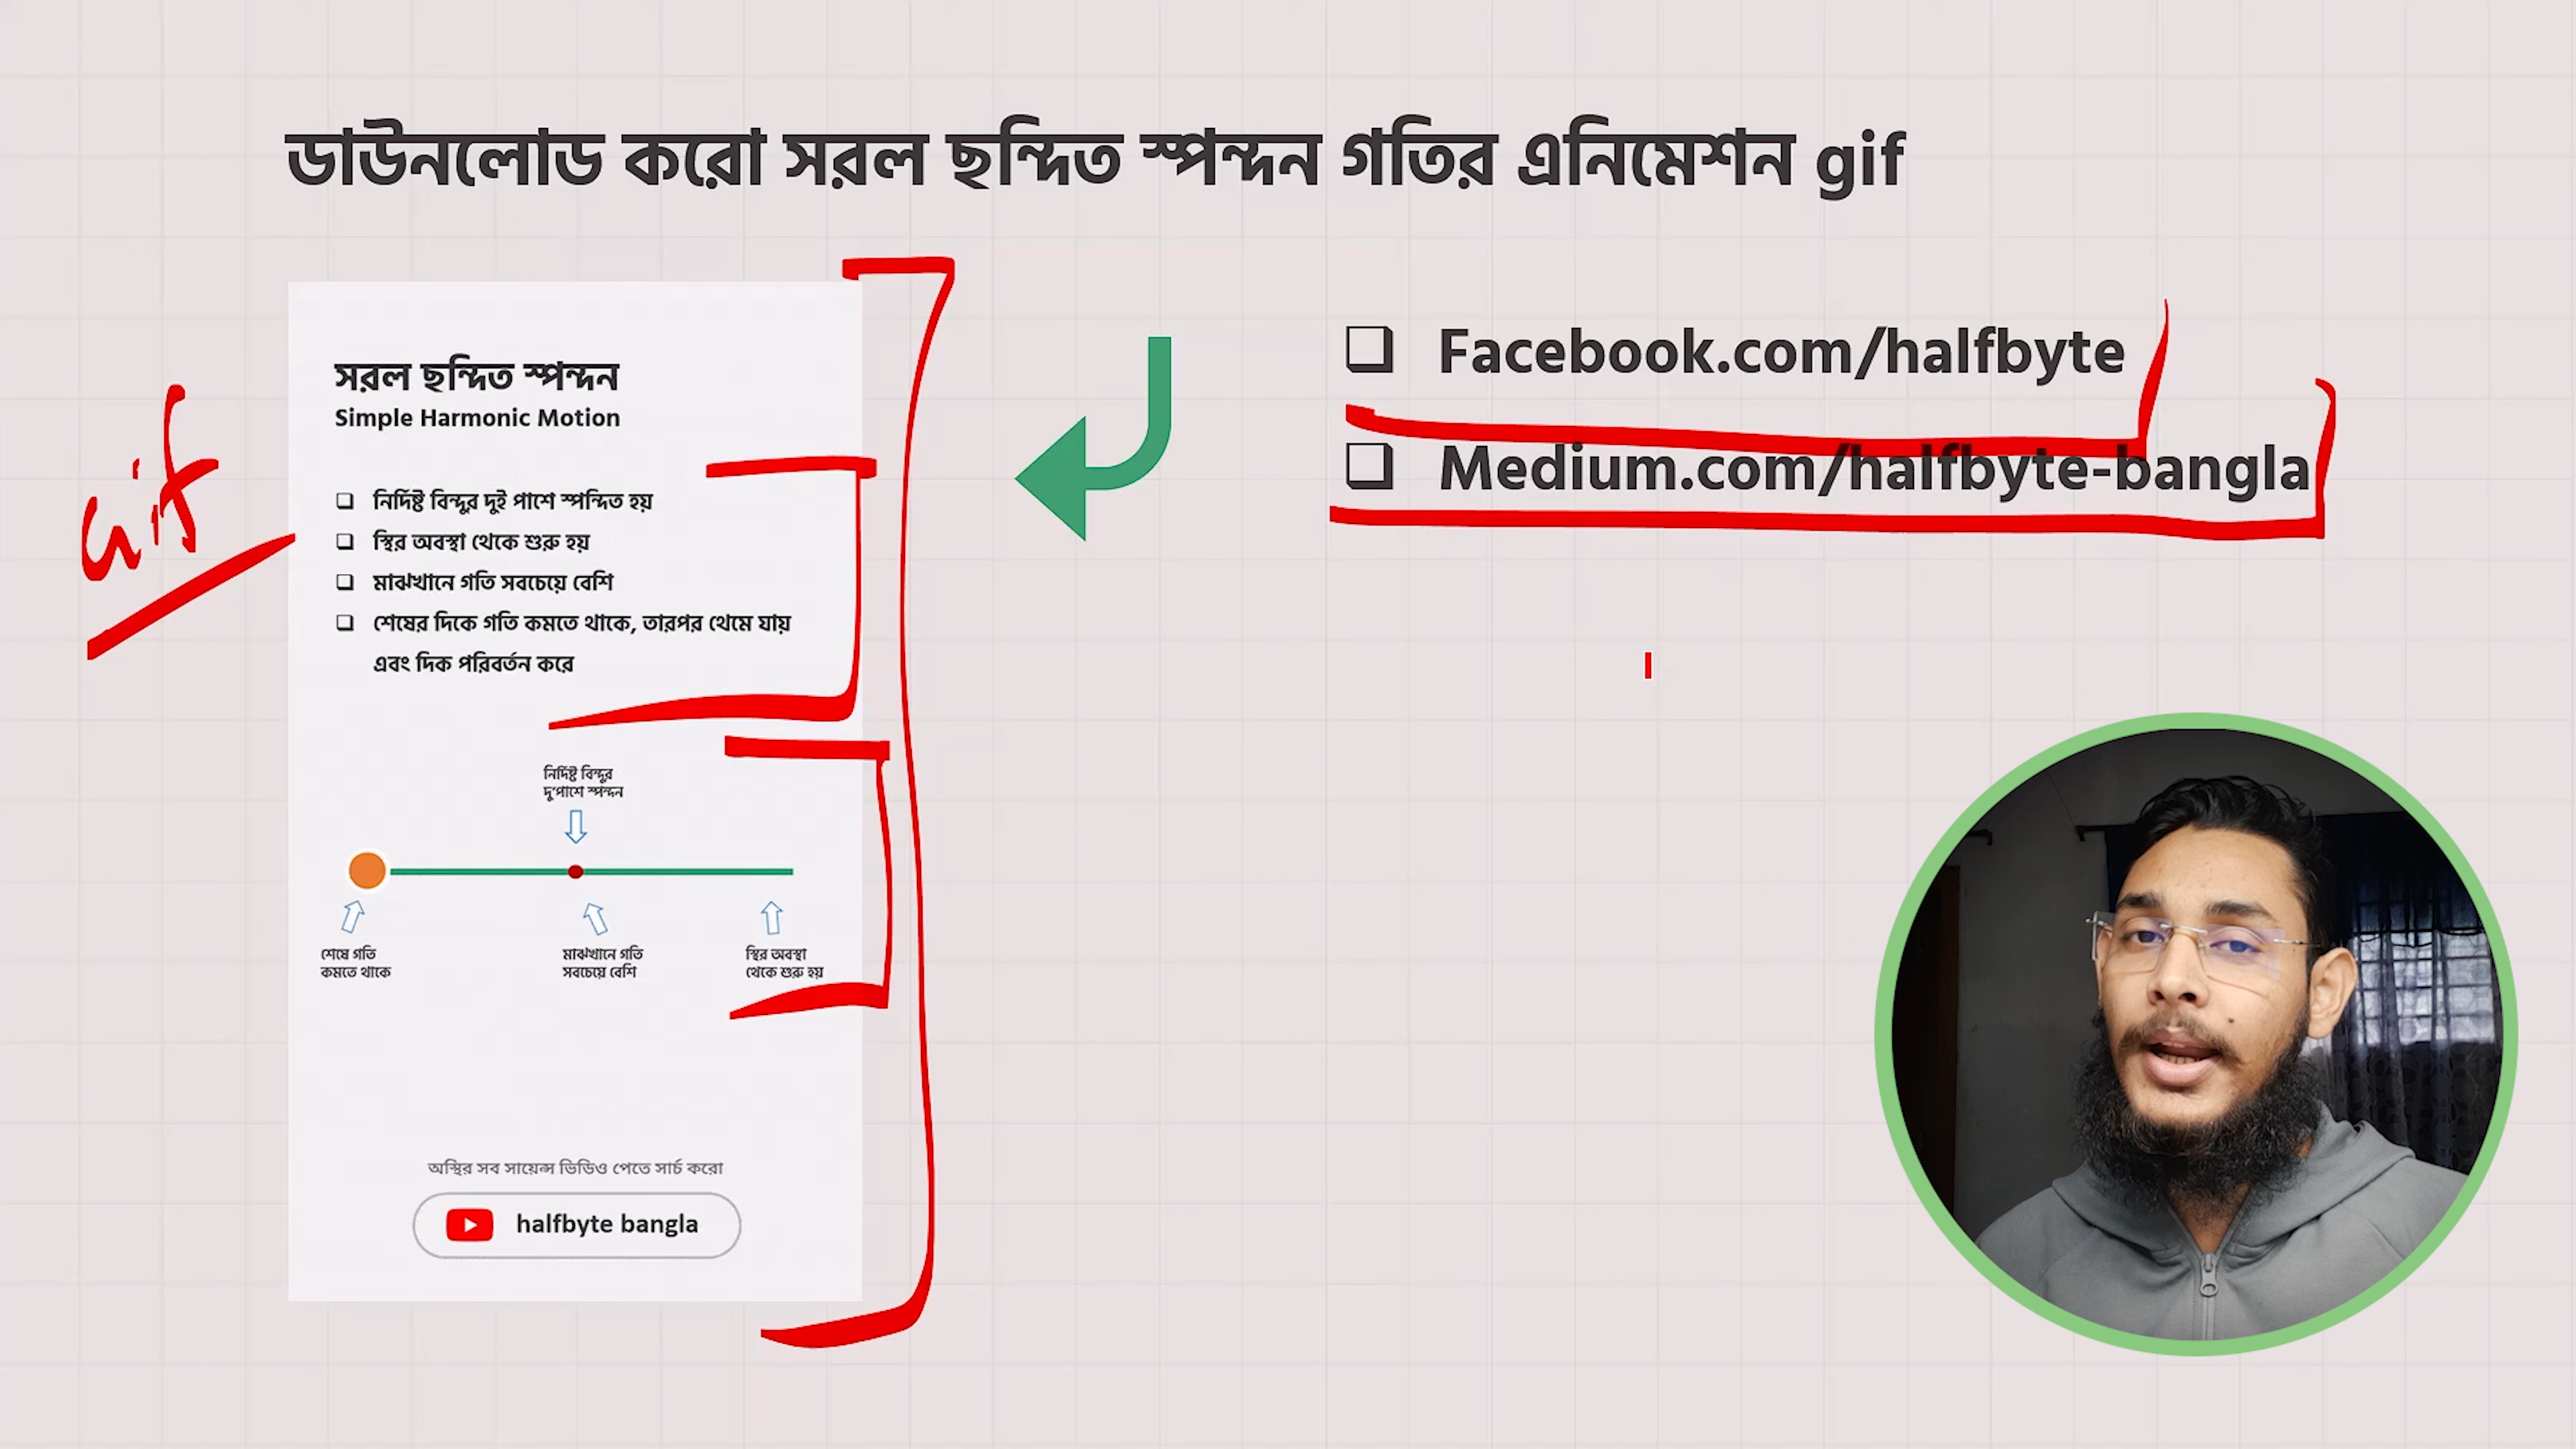 ডাউনলোড করো সরল ছন্দিত স্পন্দন গতির এনিমেশন gif
সরল ছন্দিত স্পন্দন
Simple Harmonic Motion
নির্দিষ্ট বিন্দুর দুই পাশে স্পন্দিত হয়
স্থির অবস্থা থেকে শুরু হয়
মাঝখানে গতি সবচেয়ে বেশি
শেষের দিকে গতি কমতে থাকে, তারপর থেমে যায়
এবং দিক পরিবর্তন করে
নির্দিষ্ট বিন্দুর
দু'পাশে স্পন্দন
শেষে গতি
কমতে থাকে
মাঝখানে গতি
সবচেয়ে বেশি
স্থির অবস্থা
থেকে শুরু হয়
অস্থির সব সায়েন্স ভিডিও পেতে সার্চ করো
halfbyte bangla
Gif
Facebook.com/halfbyte
Medium.com/halfbyte-bangla